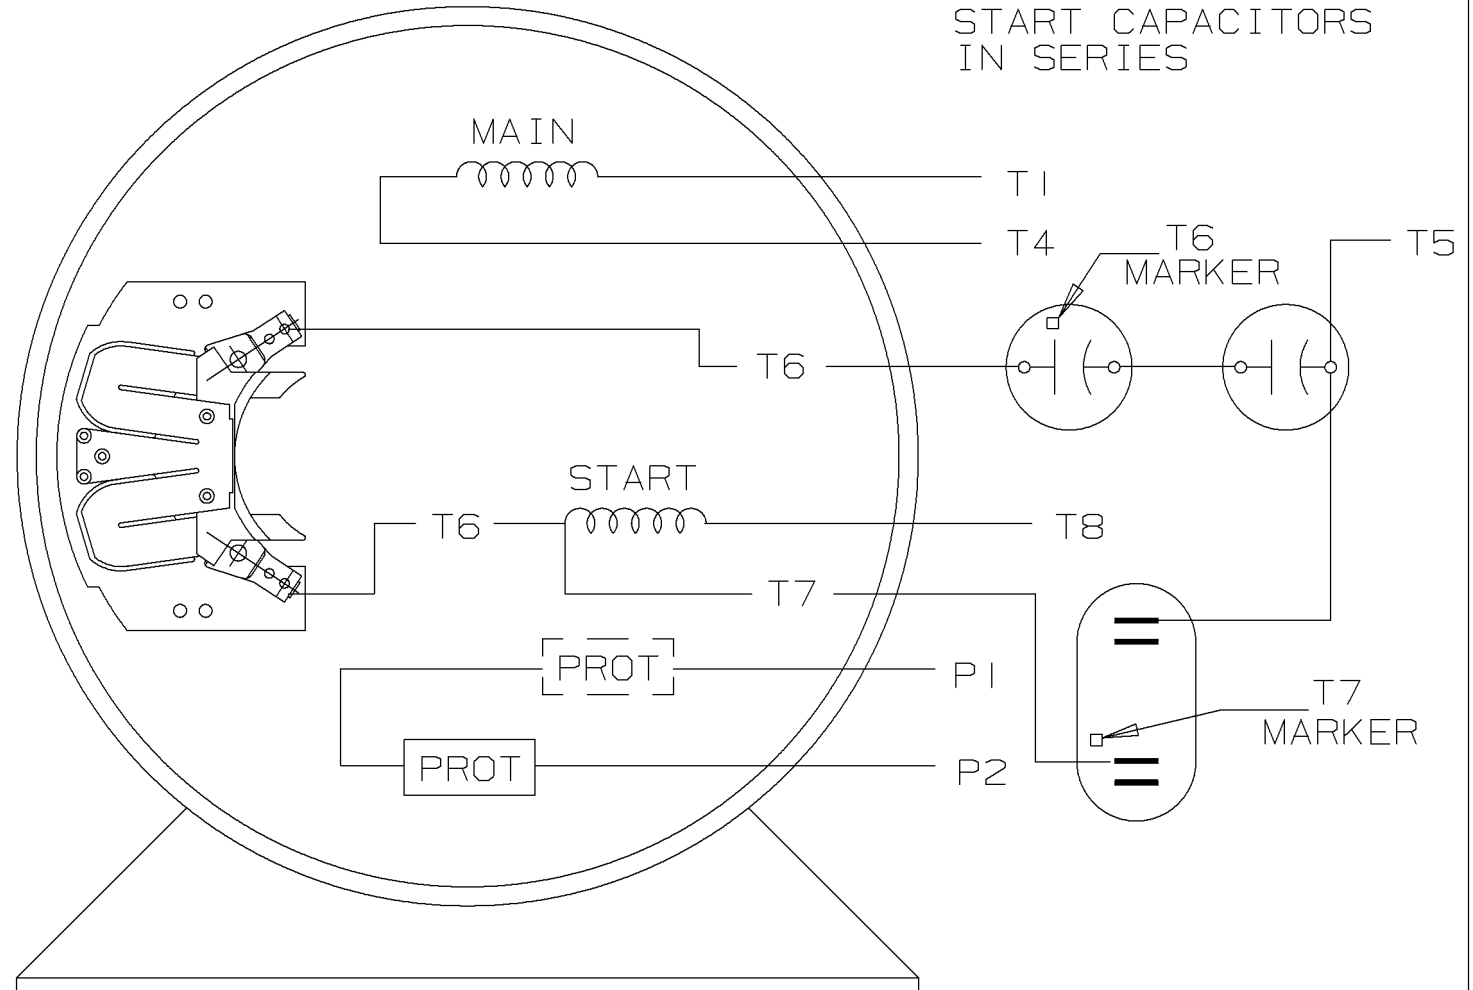 START CAPACITORS
IN SERIES
MAIN
T1
T4
T6
MARKER
T5
T6
START
T6
T8
T7
PROT
P1
T7
MARKER
PROT
P2